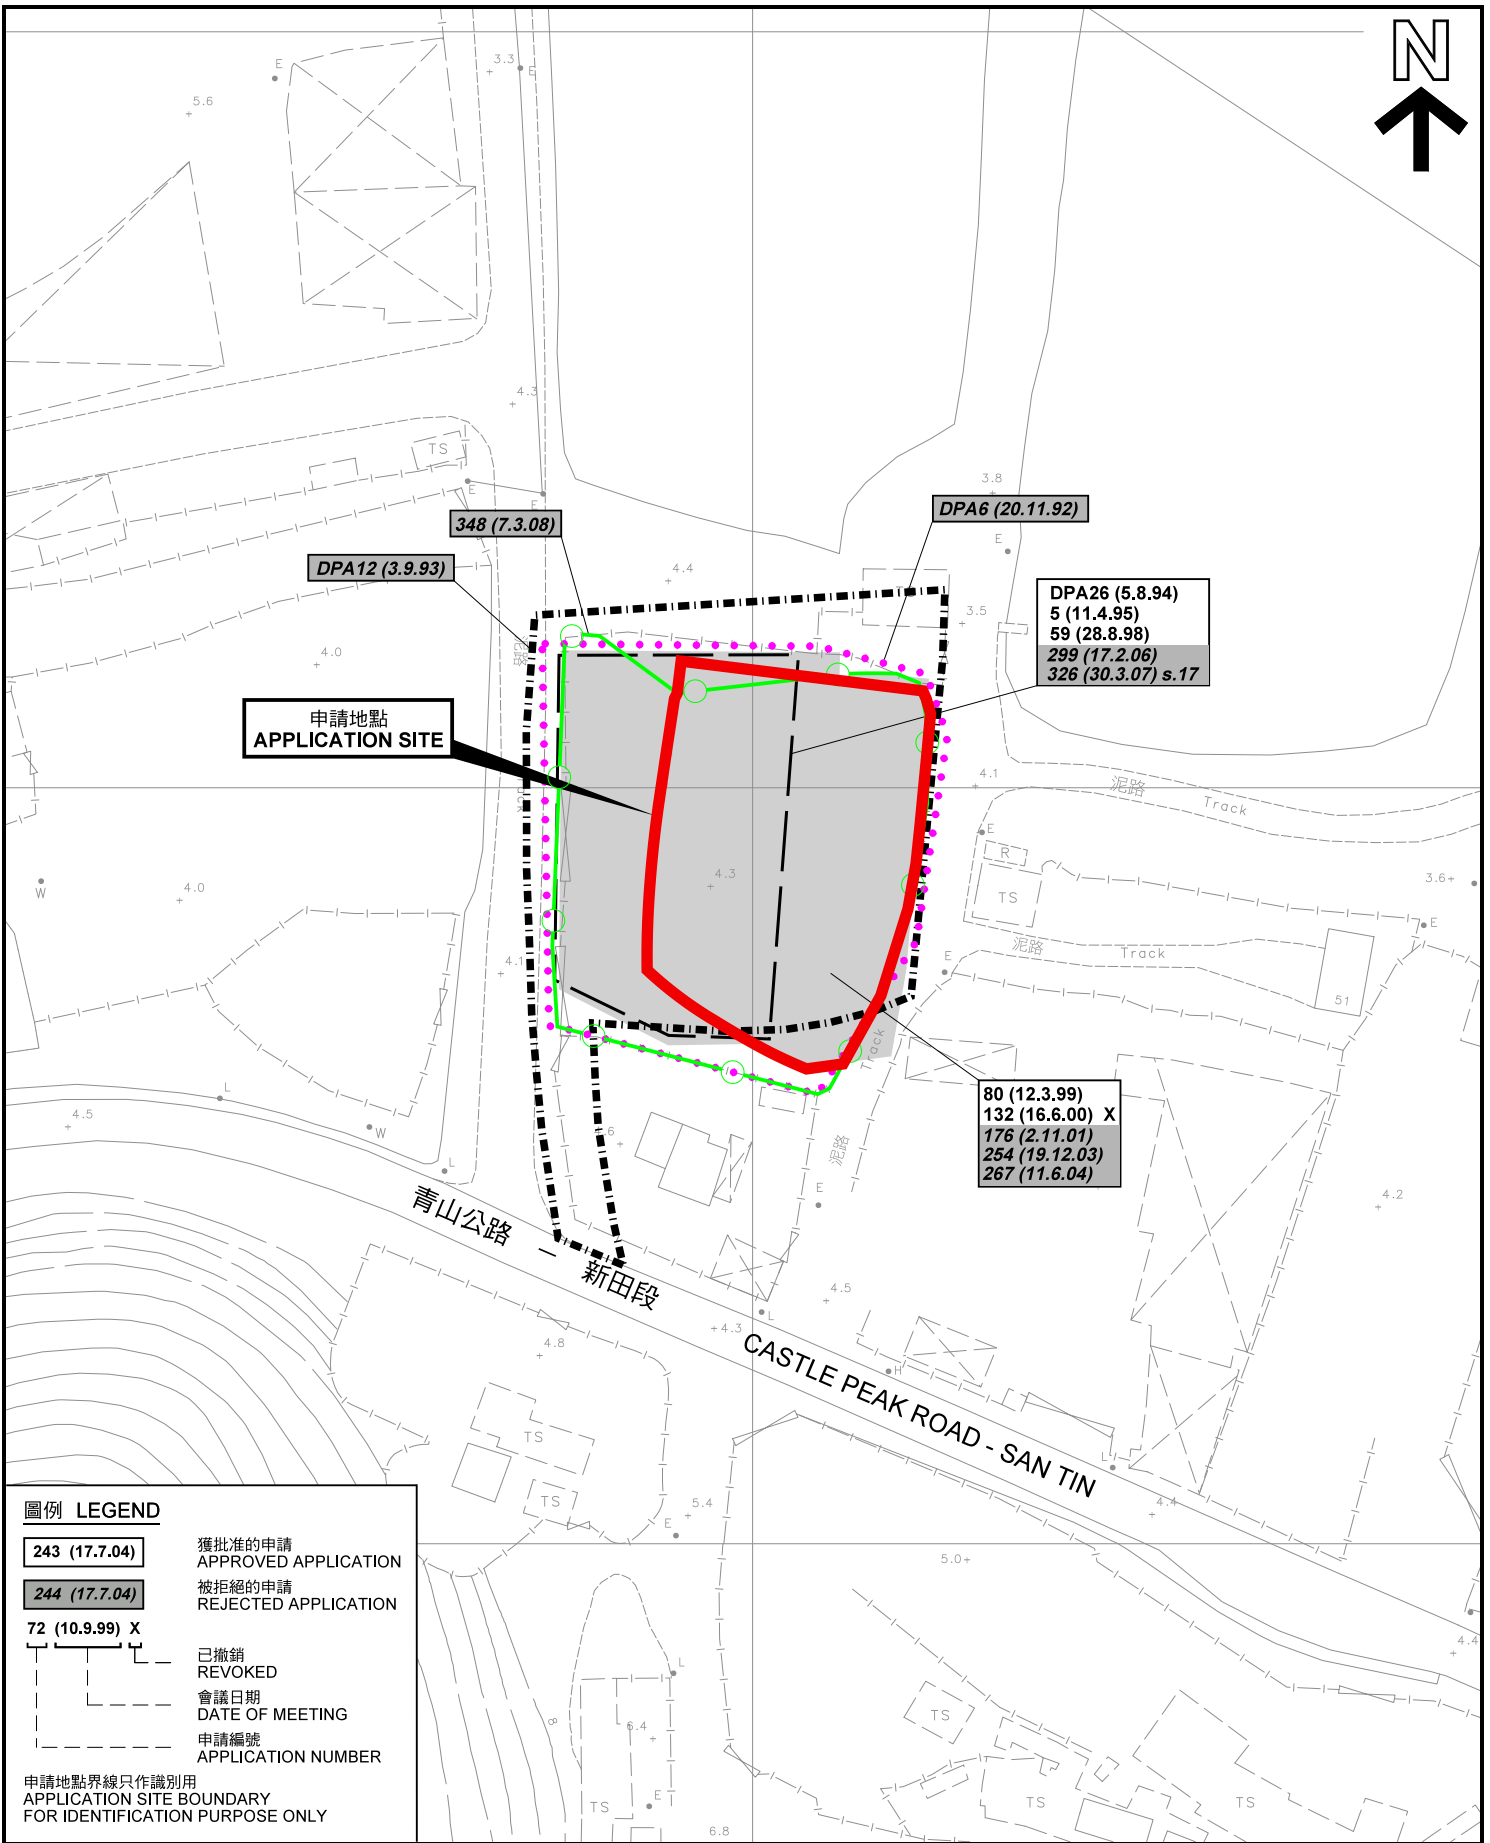 N
E
3.3
E
5.6
4.3
TS
E
E
3.8
348 (7.3.08)
DPA6 (20.11.92)
E
DPA12 (3.9.93)
4.4
DPA26 (5.8.94)
5 (11.4.95)
59 (28.8.98)
299 (17.2.06)
326 (30.3.07) s.17
3.5
4.0
申請地點
APPLICATION SITE
4.1
泥路
Track
E
R
TS
W
4.0
4.3
3.6
E
泥路
Track
4.1
E
51
Track
L
4.5
W
80 (12.3.99)
132 (16.6.00) X
176 (2.11.01)
254 (19.12.03)
267 (11.6.04)
泥路
L
E
4.2
青山公路 － 新田段
4.5
L
4.3
4.8
CASTLE PEAK ROAD - SAN TIN
H
TS
L
TS
5.4
4.4
E
5.0
圖例 LEGEND
243 (17.7.04)
獲批准的申請
APPROVED APPLICATION
244 (17.7.04)
被拒絕的申請
REJECTED APPLICATION
72 (10.9.99) X
已撤銷
REVOKED
會議日期
DATE OF MEETING
申請編號
APPLICATION NUMBER
申請地點界線只作識別用
APPLICATION SITE BOUNDARY
FOR IDENTIFICATION PURPOSE ONLY
4.4
L
8
6.4
TS
E
TS
TS
TS
6.8